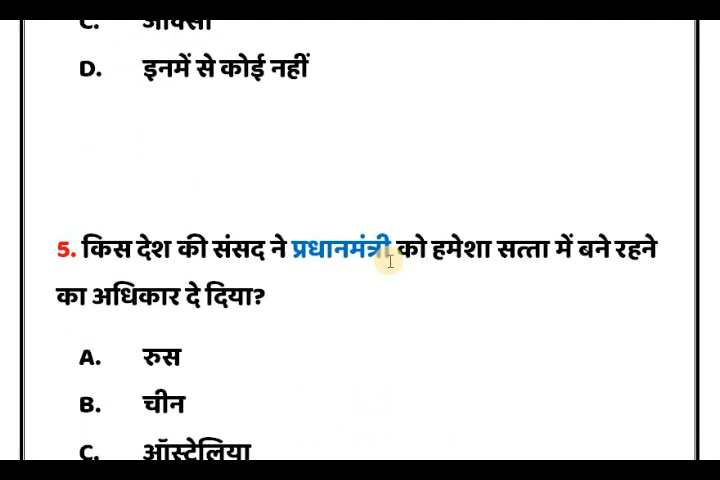 C.
D. इनमें से कोई नहीं
5. किस देश की संसद ने प्रधानमंत्री को हमेशा सत्ता में बने रहने
का अधिकार दे दिया?
A. रुस
B. चीन
C. ऑस्टेलिया